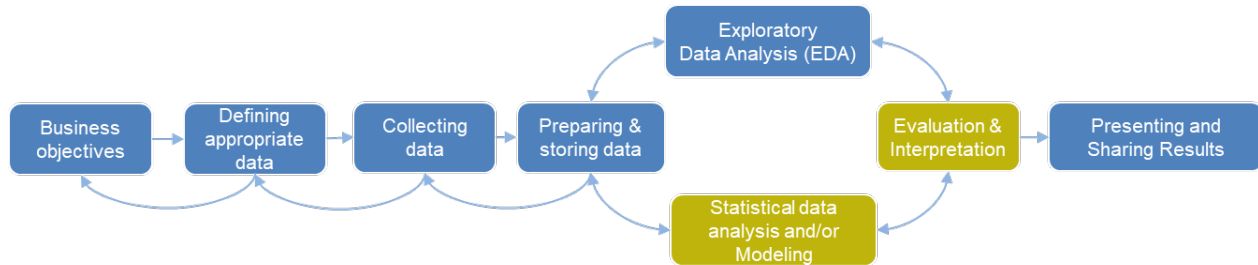 Business
objectives
Defining
appropriate
data
Collecting
data
Preparing &
storing data
Exploratory
Data Analysis (EDA)
Statistical data
analysis and/or
Modeling
Evaluation &
Interpretation
Presenting and
Sharing Results